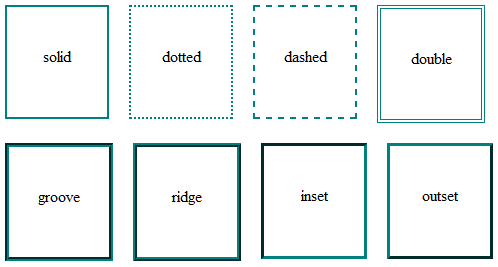 solid
dotted
dashed
double
groove
ridge
inset
outset